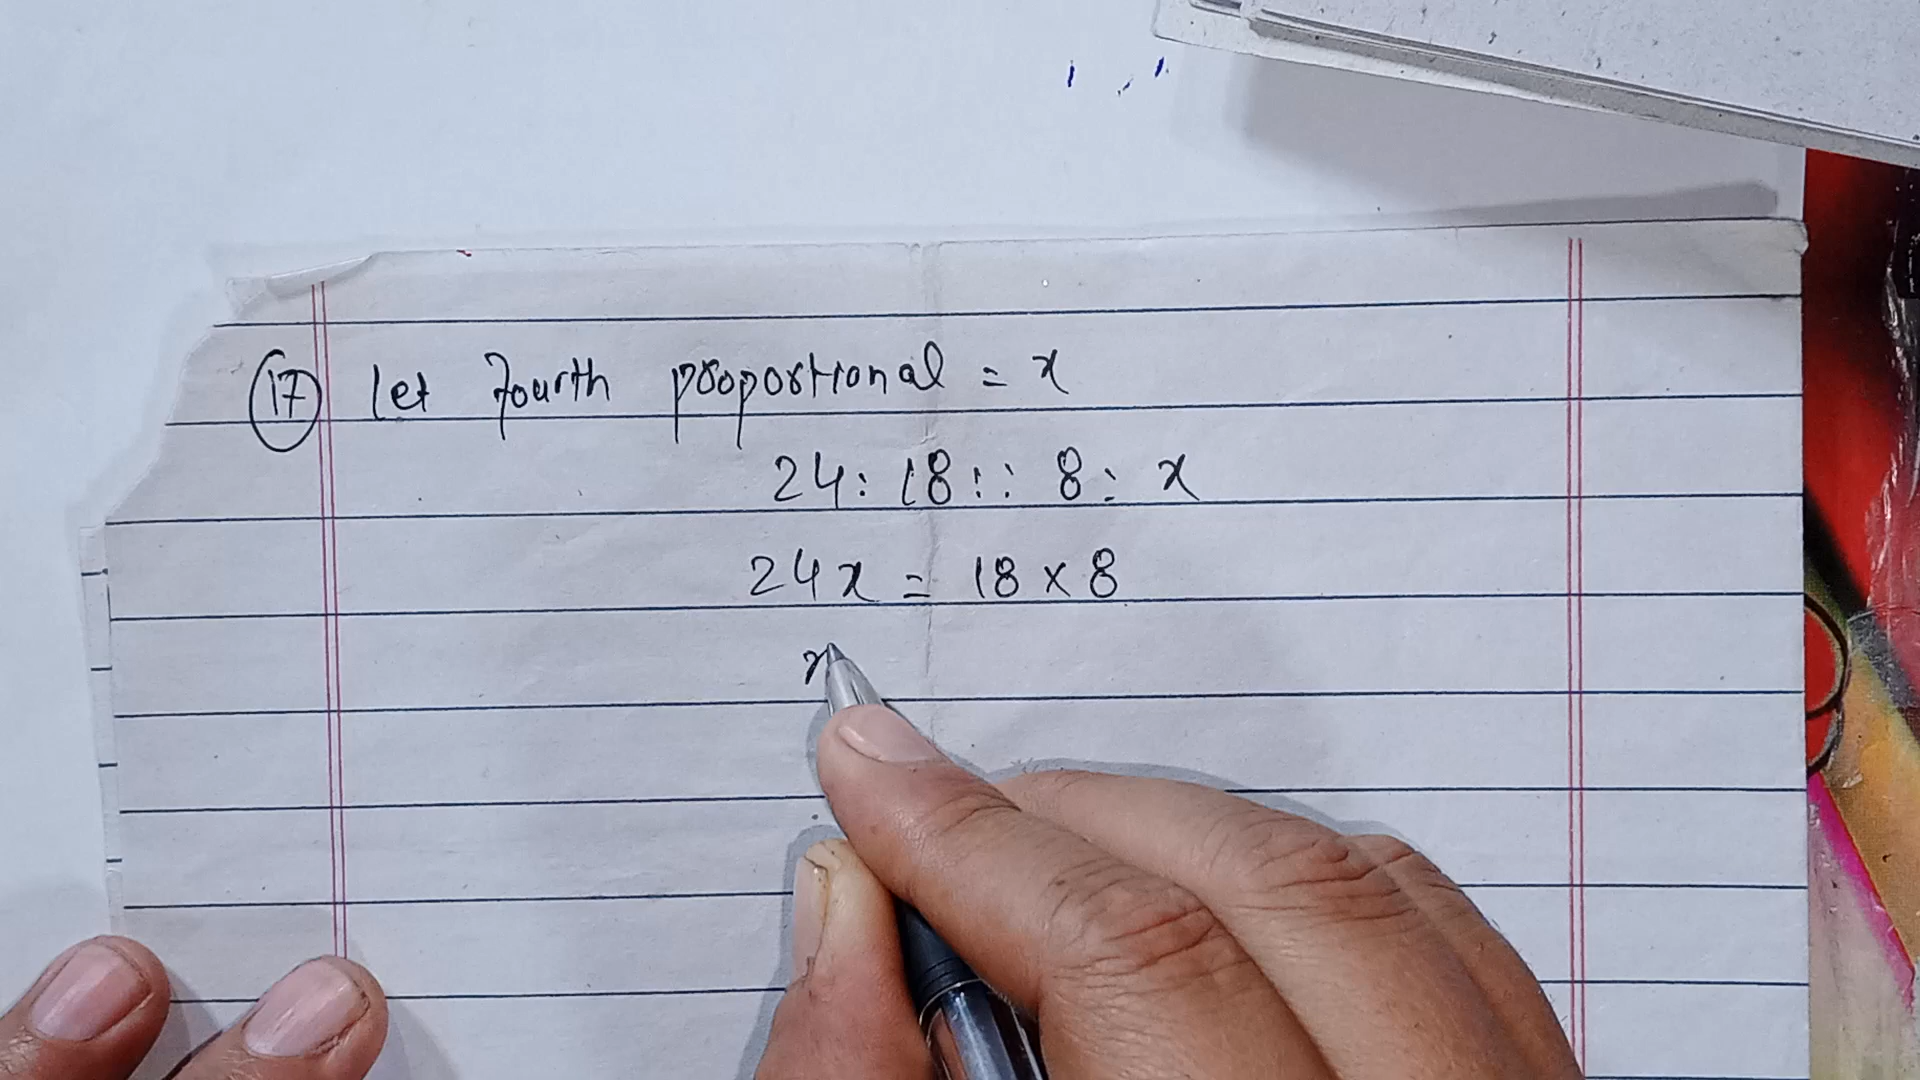 17 Let fourth proportional = x
24 : 18 :: 8 : x
24x = 18 × 8
x